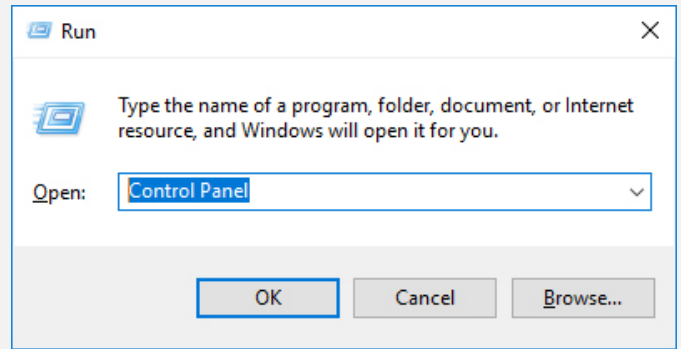 Run
Type the name of a program, folder, document, or Internet
resource, and Windows will open it for you.
Open: Control Panel
OK Cancel Browse...